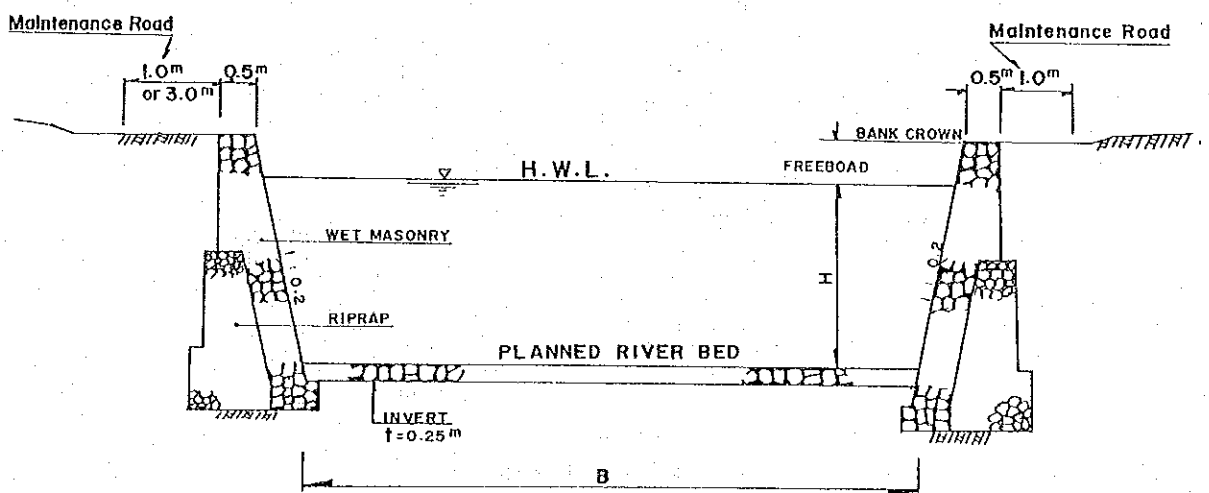 Maintenance Road
Maintenance Road
1.0m
or 3.0m
0.5m
0.5m
1.0m
BANK CROWN
H.W.L.
FREEBOAD
WET MASONRY
1 : 0.2
0.2
H
RIPRAP
PLANNED RIVER BED
INVERT
t=0.25m
B